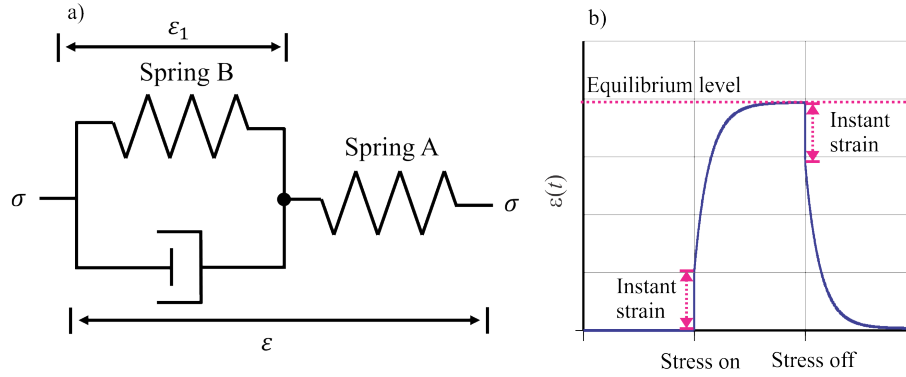 a)
ε₁
Spring B
Spring A
σ
σ
ε
b)
Equilibrium level
Instant
strain
Instant
strain
ε(t)
Stress on
Stress off